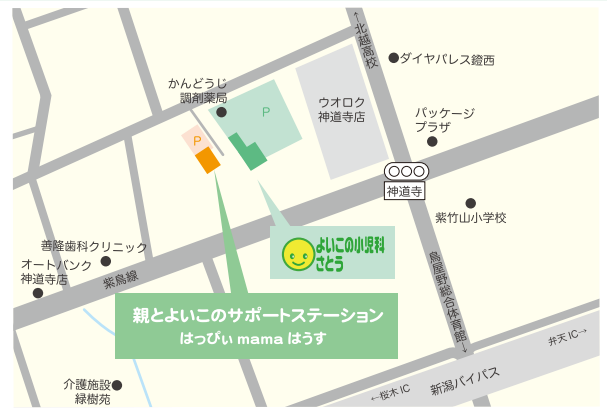 ←北越高校
ダイヤパレス鐙西
かんどうじ
調剤薬局
P
ウオロク
神道寺店
パッケージ
プラザ
P
神道寺
紫竹山小学校
よいこの小児科
さとう
善隆歯科クリニック
オートバンク
神道寺店
紫鳥線
鳥屋野総合体育館→
親とよいこのサポートステーション
はっぴぃ mama はうす
弁天 IC→
新潟バイパス
←桜木 IC
介護施設
緑樹苑